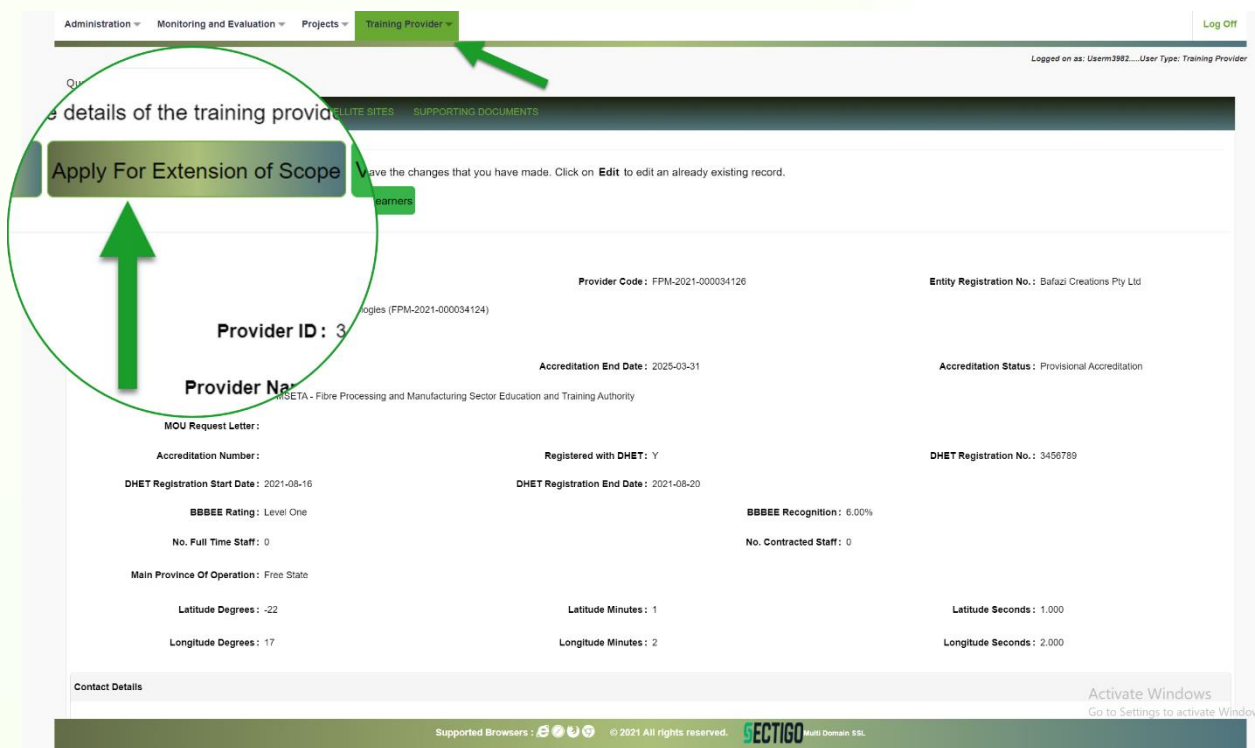 Administration Monitoring and Evaluation Projects Training Provider Log Off
Logged on as: Userm3982.....User Type: Training Provider
details of the training provide
SUPPORTING DOCUMENTS
SITES
Apply For Extension of Scope
ave the changes that you have made. Click on Edit to edit an already existing record.
earners
Provider Code : FPM-2021-000034126 Entity Registration No. : Bafazi Creations Pty Ltd
ogies (FPM-2021-000034124)
Provider ID : 3
Accreditation End Date : 2025-03-31 Accreditation Status : Provisional Accreditation
Provider Na
MSETA - Fibre Processing and Manufacturing Sector Education and Training Authority
MOU Request Letter :
Accreditation Number : Registered with DHET : Y DHET Registration No. : 3456789
DHET Registration Start Date : 2021-08-16 DHET Registration End Date : 2021-08-20
BBBEE Rating : Level One BBBEE Recognition : 6.00%
No. Full Time Staff : 0 No. Contracted Staff : 0
Main Province Of Operation : Free State
Latitude Degrees : -22 Latitude Minutes : 1 Latitude Seconds : 1.000
Longitude Degrees : 17 Longitude Minutes : 2 Longitude Seconds : 2.000
Contact Details
Activate Windows
Go to Settings to activate Windo
Supported Browsers : © 2021 All rights reserved. SECTIGO Multi Domain SSL